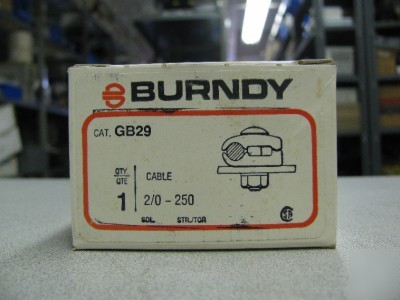 BURNDY
CAT. GB29
QTY
QTE
1
CABLE
2/0 - 250
SOL. STR/TOR